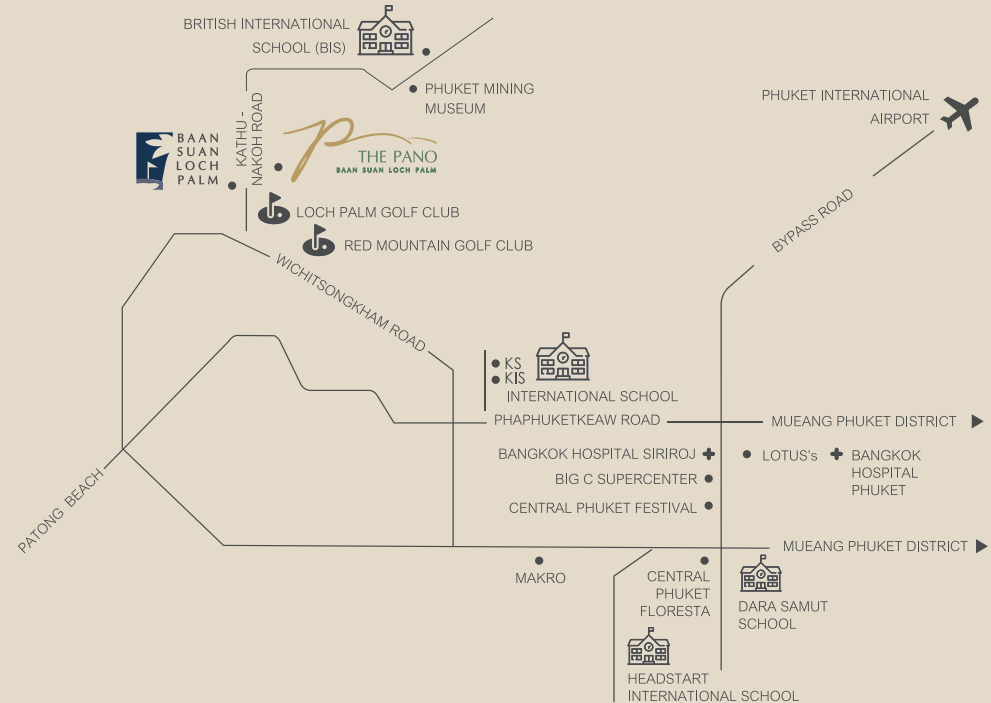 BRITISH INTERNATIONAL
SCHOOL (BIS)
PHUKET MINING
MUSEUM
PHUKET INTERNATIONAL
AIRPORT
KATHU -
NAKOH ROAD
BAAN
SUAN
LOCH
PALM
P
THE PANO
BAAN SUAN LOCH PALM
LOCH PALM GOLF CLUB
RED MOUNTAIN GOLF CLUB
BYPASS ROAD
WICHITSONGKHAM ROAD
KS
KIS
INTERNATIONAL SCHOOL
PHAPHUKETKEAW ROAD
MUEANG PHUKET DISTRICT
BANGKOK HOSPITAL SIRIROJ
LOTUS's
BANGKOK
HOSPITAL
PHUKET
BIG C SUPERCENTER
CENTRAL PHUKET FESTIVAL
PATONG BEACH
MUEANG PHUKET DISTRICT
MAKRO
CENTRAL
PHUKET
FLORESTA
DARA SAMUT
SCHOOL
HEADSTART
INTERNATIONAL SCHOOL